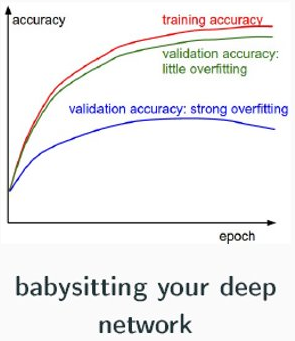 accuracy
training accuracy
validation accuracy:
little overfitting
validation accuracy: strong overfitting
epoch
babysitting your deep
network